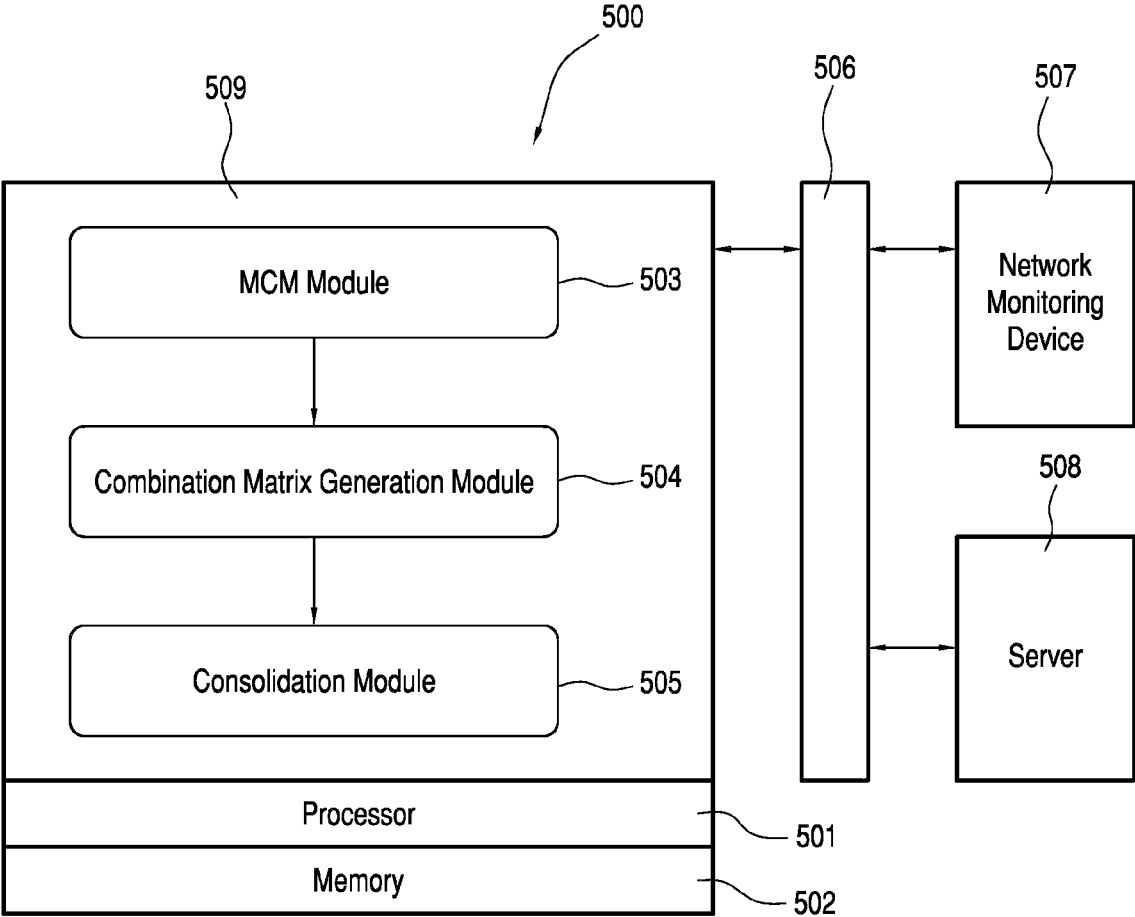 500
509
506
507
MCM Module
503
Network
Monitoring
Device
Combination Matrix Generation Module
504
508
Consolidation Module
505
Server
Processor
501
Memory
502